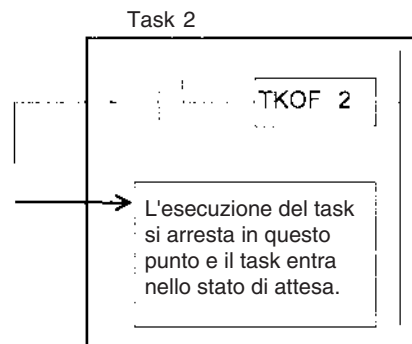 Task 2
TKOF 2
L'esecuzione del task
si arresta in questo
punto e il task entra
nello stato di attesa.